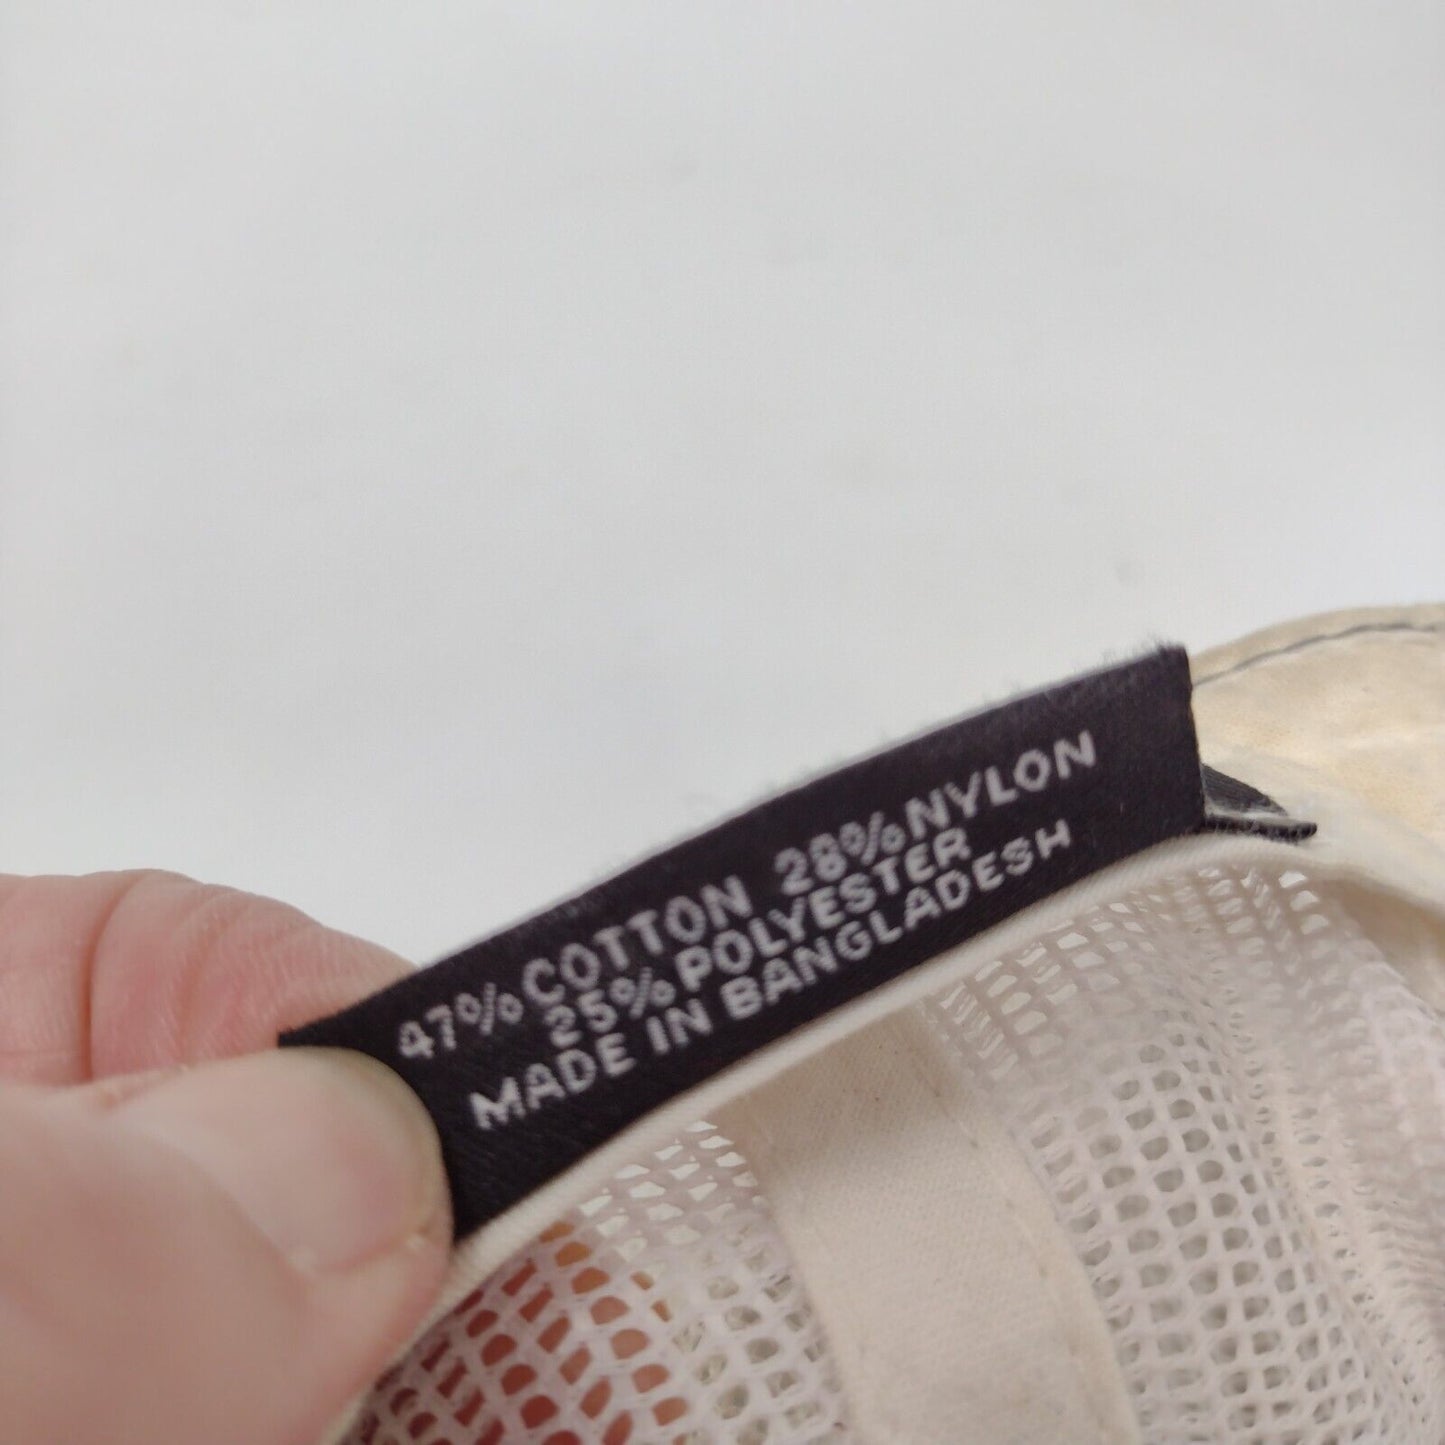 47% COTTON 28% NYLON
25% POLYESTER
MADE IN BANGLADESH